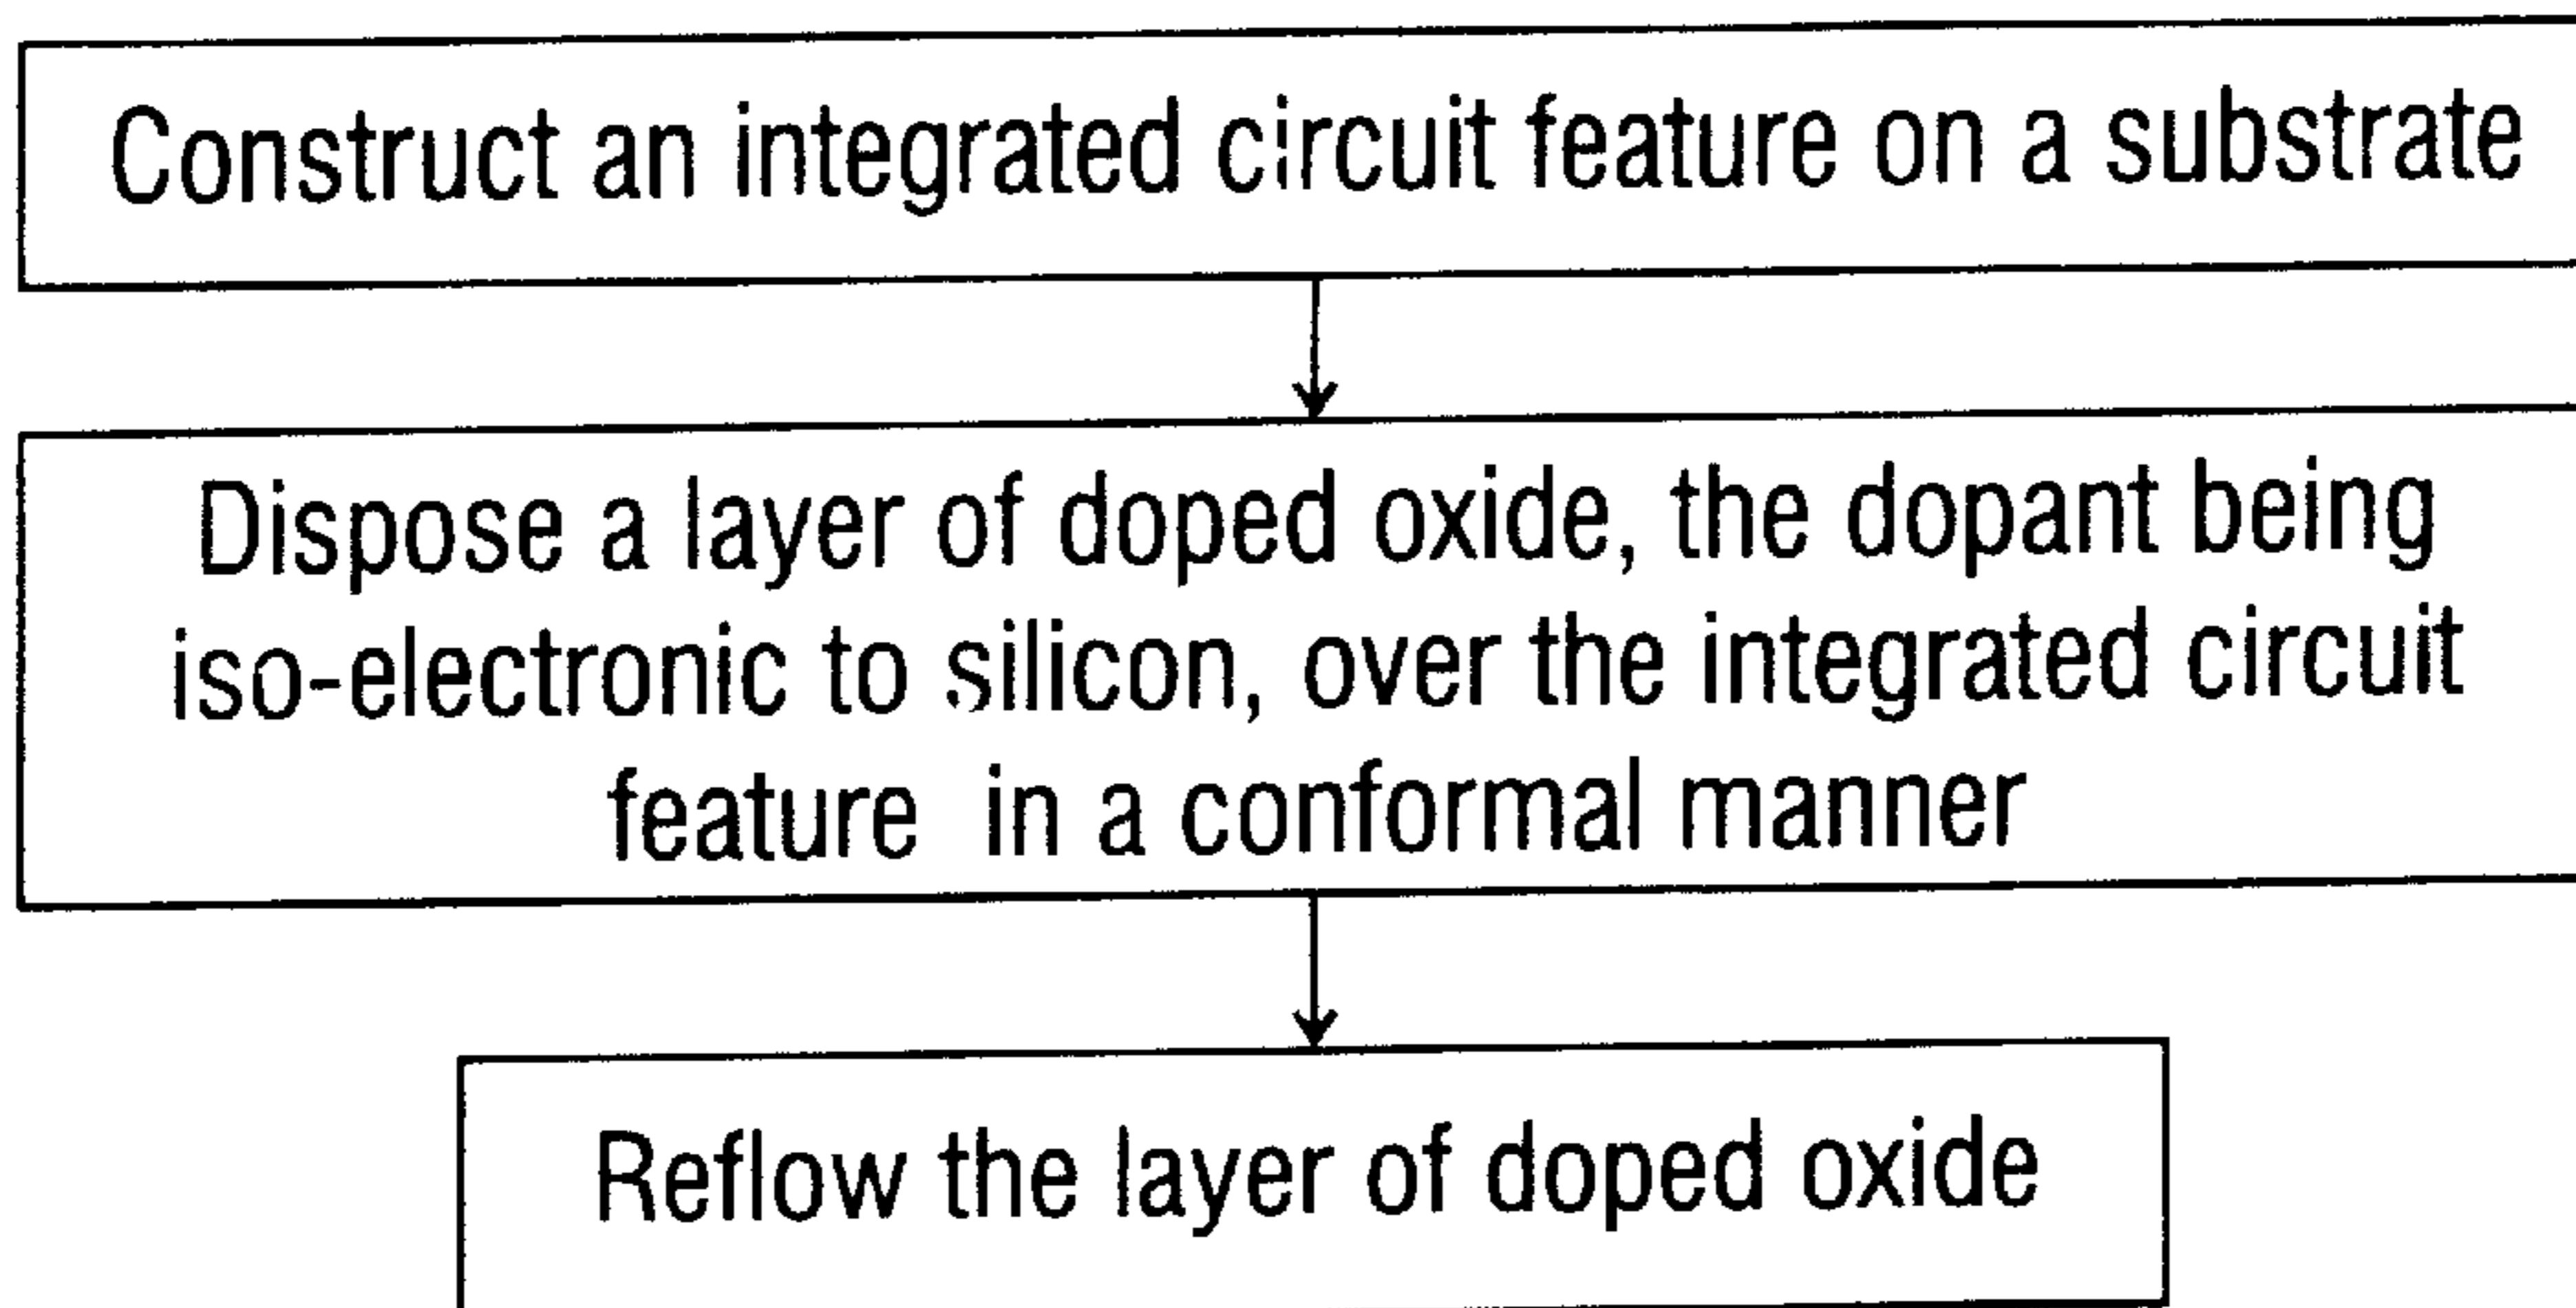 Construct an integrated circuit feature on a substrate
Dispose a layer of doped oxide, the dopant being
iso-electronic to silicon, over the integrated circuit
feature in a conformal manner
Reflow the layer of doped oxide